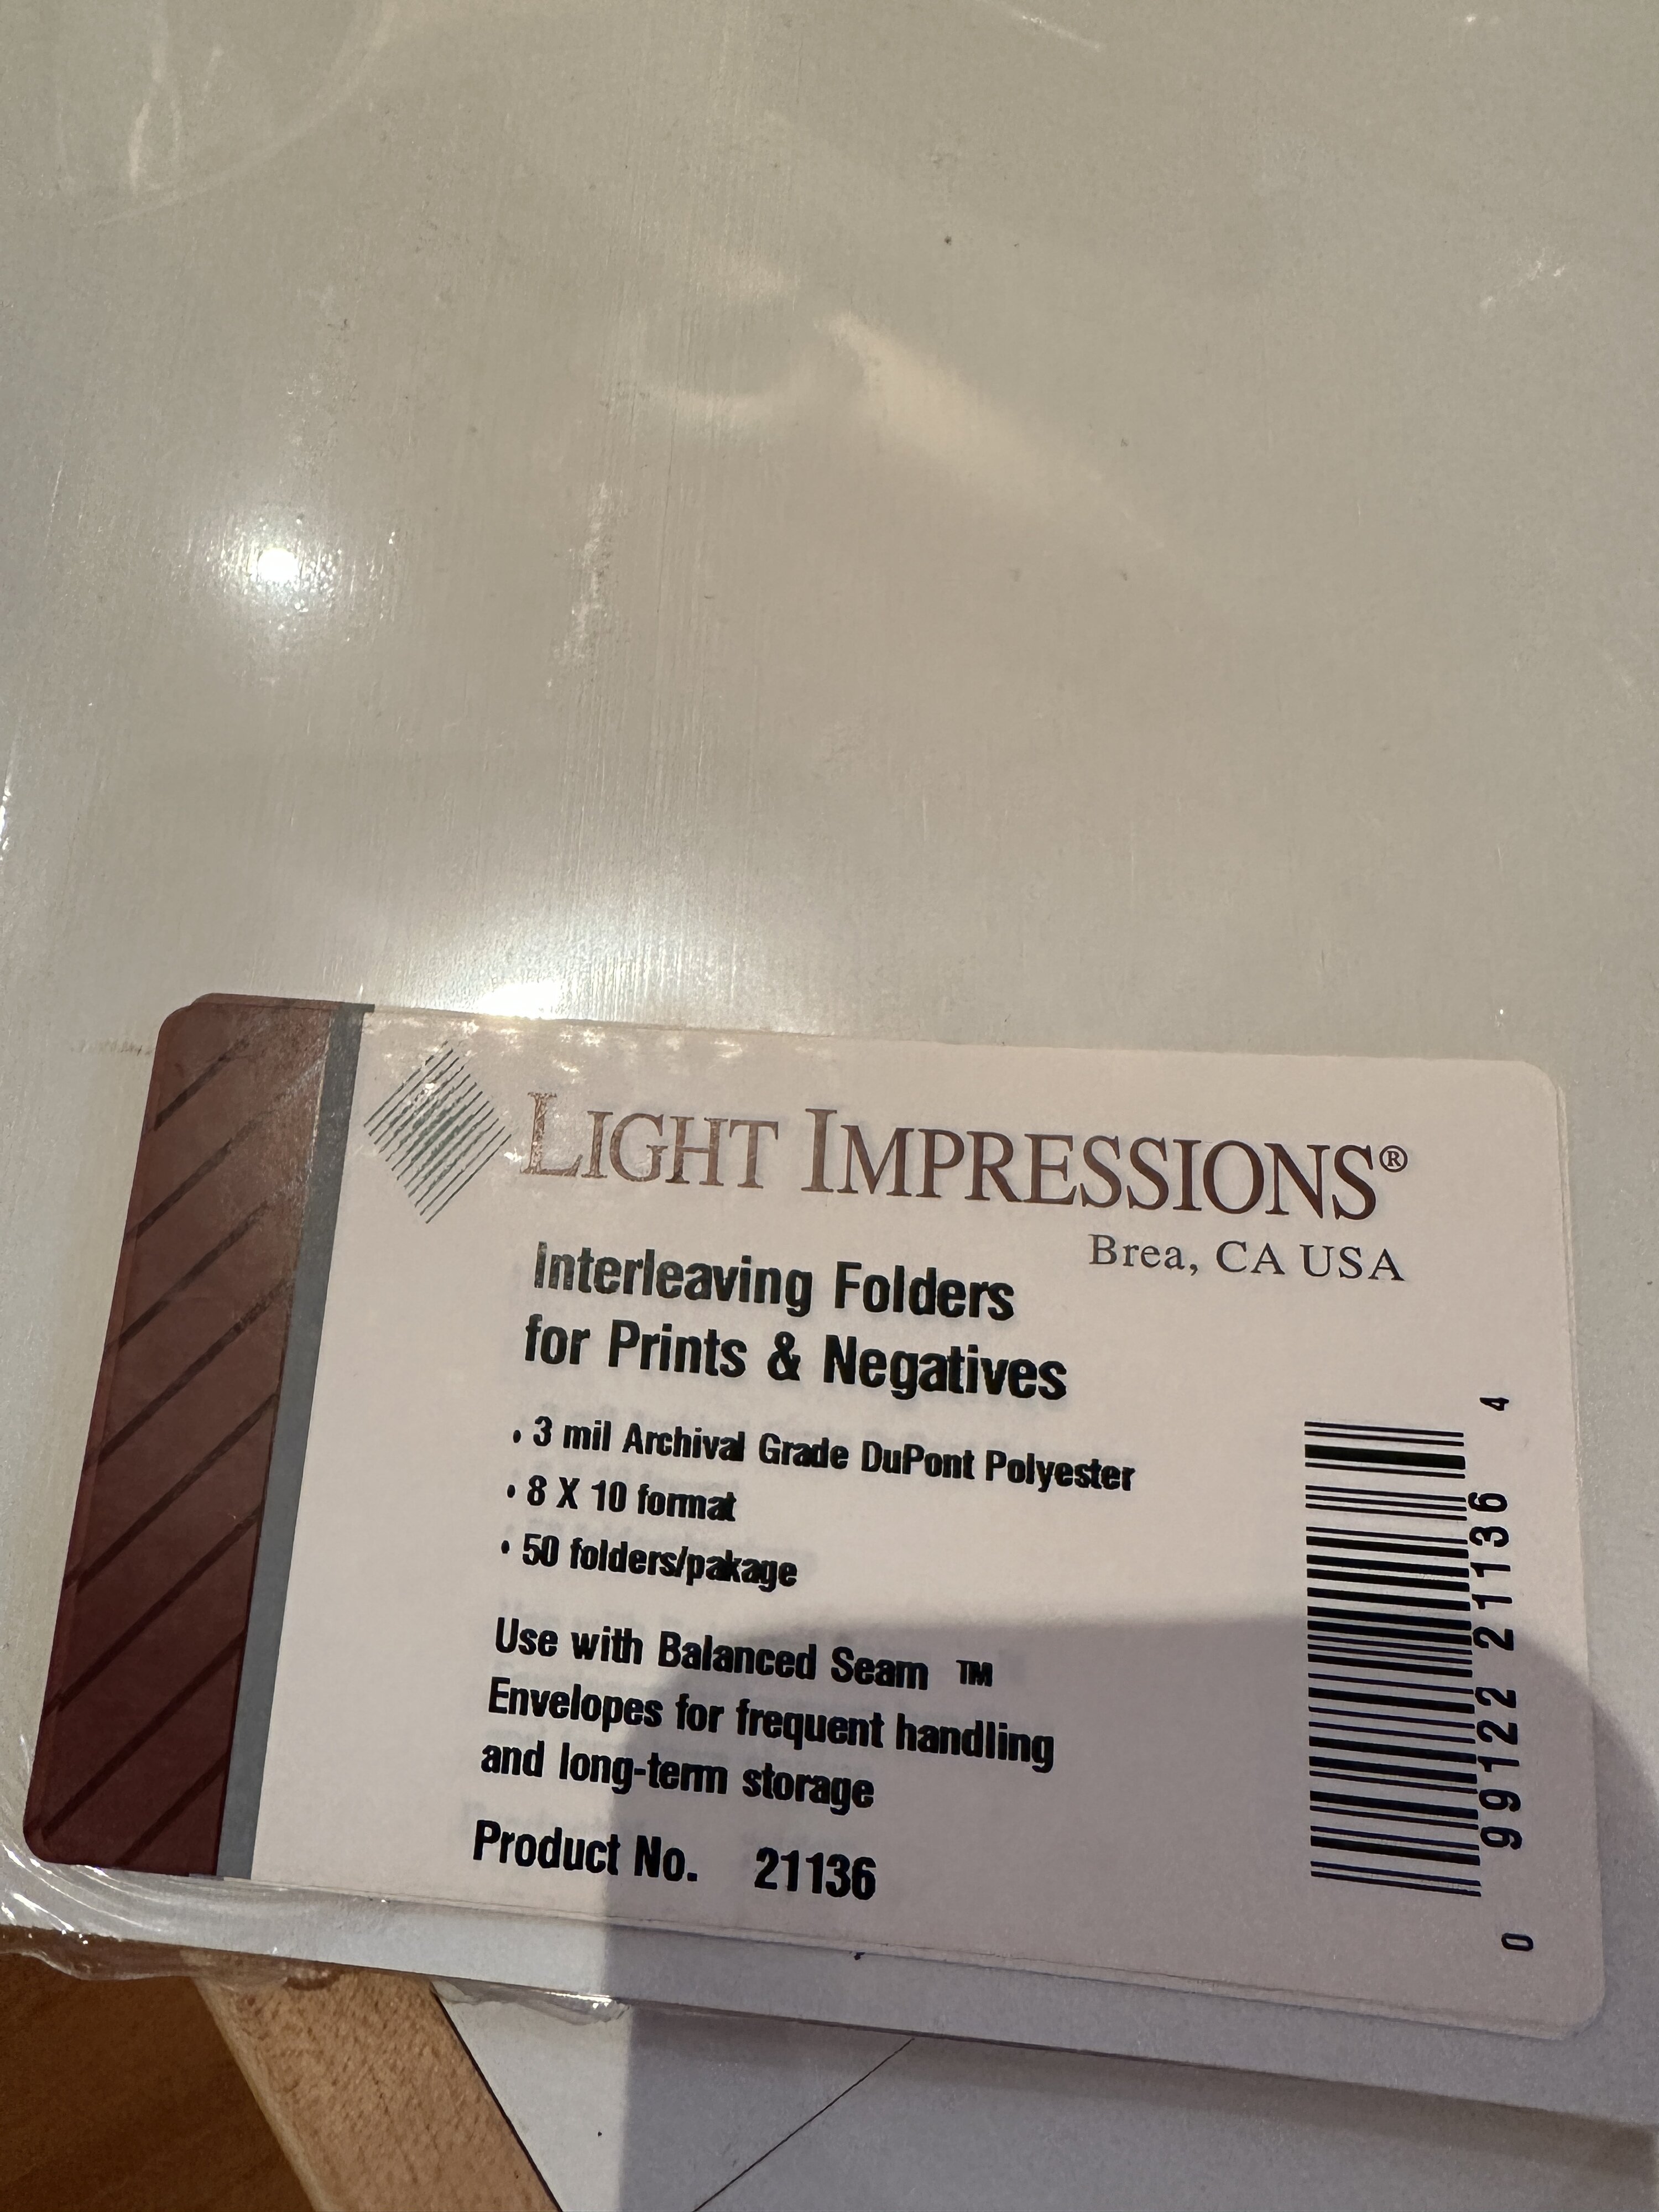 LIGHT IMPRESSIONS®
Brea, CA USA
Interleaving Folders
for Prints & Negatives
• 3 mil Archival Grade DuPont Polyester
• 8 X 10 format
• 50 folders/pakage
Use with Balanced Seam ™
Envelopes for frequent handling
and long-term storage
Product No. 21136
0 99122 21136 4